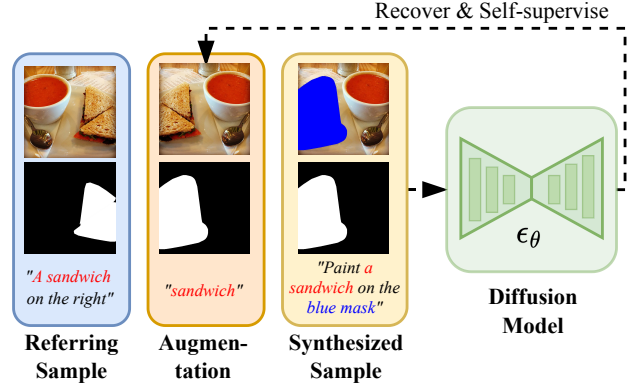 Recover & Self-supervise
"A sandwich
on the right"
"sandwich"
"Paint a
sandwich on the
blue mask"
ϵθ
Referring
Sample
Augmen-
tation
Synthesized
Sample
Diffusion
Model